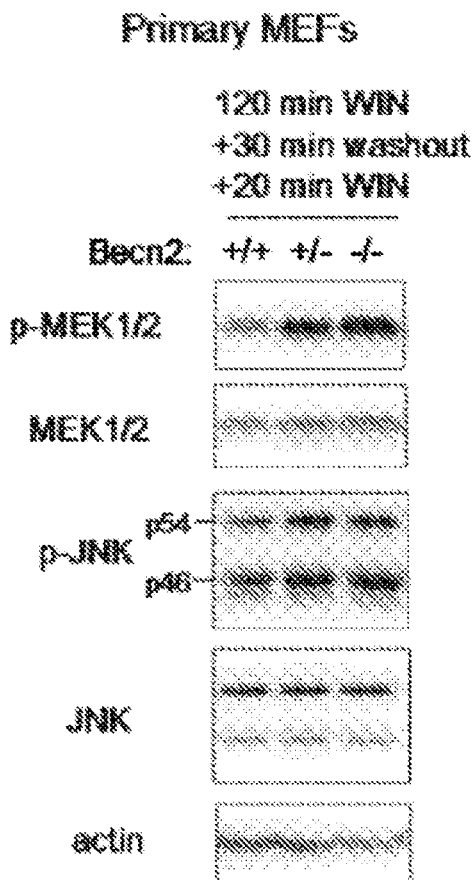 Primary MEFs
120 min WIN
+30 min washout
+20 min WIN
Becn2: +/+ +/- -/-
p-MEK1/2
MEK1/2
p54
p-JNK
p46
JNK
actin